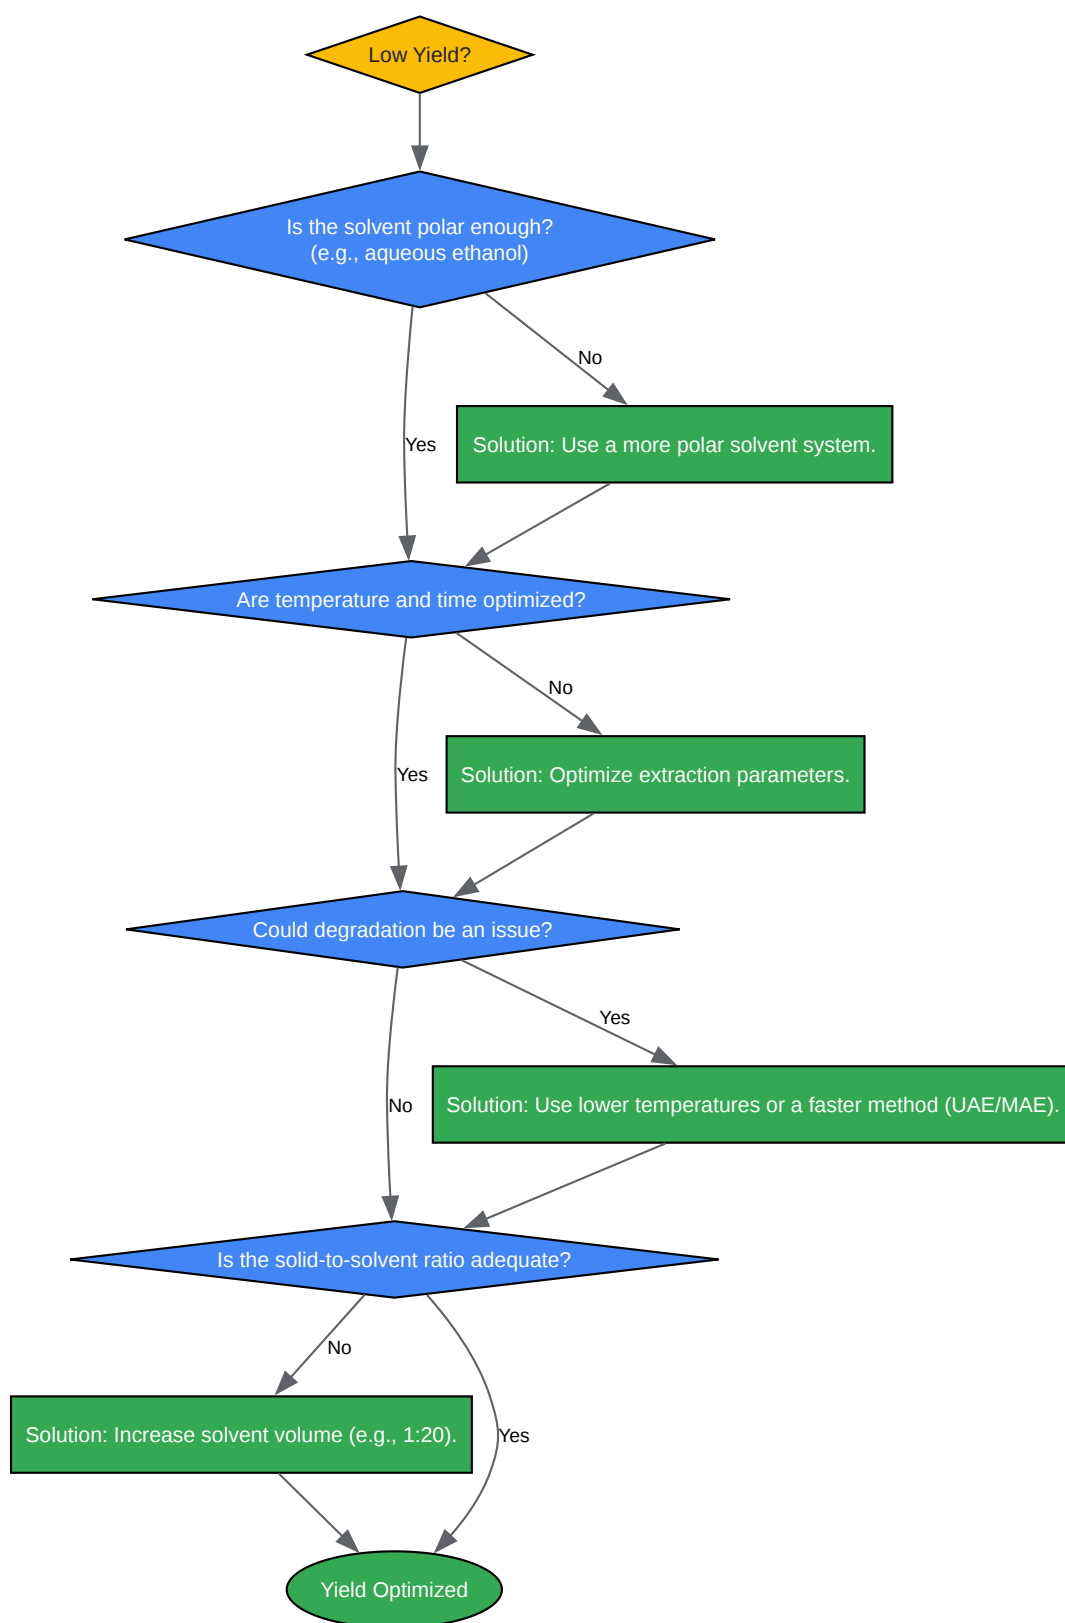 Low Yield?
Is the solvent polar enough?
(e.g., aqueous ethanol)
No
Yes
Solution: Use a more polar solvent system.
Are temperature and time optimized?
No
Yes
Solution: Optimize extraction parameters.
Could degradation be an issue?
Yes
No
Solution: Use lower temperatures or a faster method (UAE/MAE).
Is the solid-to-solvent ratio adequate?
No
Solution: Increase solvent volume (e.g., 1:20).
Yes
Yield Optimized